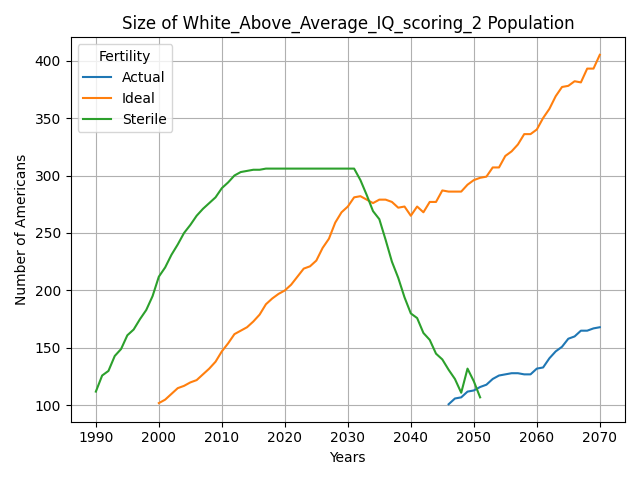 Size of White_Above_Average_IQ_scoring_2 Population
Fertility
Actual
Ideal
Sterile
Number of Americans
400
350
300
250
200
150
100
1990 2000 2010 2020 2030 2040 2050 2060 2070
Years